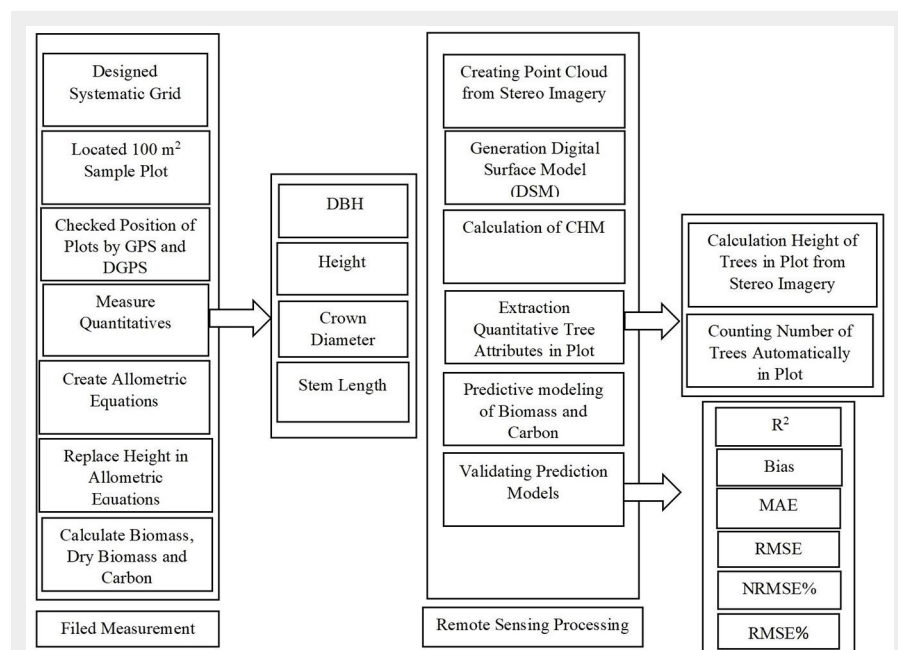 Designed
Systematic Grid
Located 100 m²
Sample Plot
Checked Position of
Plots by GPS and
DGPS
Measure
Quantitatives
Create Allometric
Equations
Replace Height in
Allometric
Equations
Calculate Biomass,
Dry Biomass and
Carbon
Filed Measurement
DBH
Height
Crown
Diameter
Stem Length
Creating Point Cloud
from Stereo Imagery
Generation Digital
Surface Model
(DSM)
Calculation of CHM
Extraction
Quantitative Tree
Attributes in Plot
Predictive modeling
of Biomass and
Carbon
Validating Prediction
Models
Remote Sensing Processing
Calculation Height of
Trees in Plot from
Stereo Imagery
Counting Number of
Trees Automatically
in Plot
R²
Bias
MAE
RMSE
NRMSE%
RMSE%